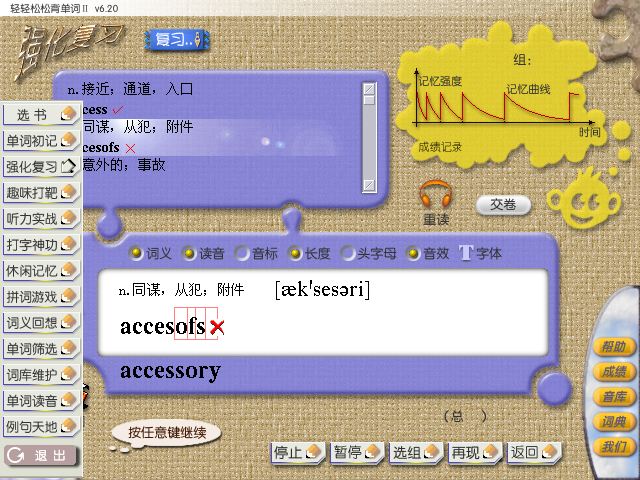 轻轻松松背单词Ⅱ v6.20
强化复习
复习..
n.接近；通道，入口
cess ✓
同谋，从犯；附件
cesofs ×
意外的；事故
组:
记忆强度
记忆曲线
时间
成绩记录
重读
交卷
选 书
单词初记
强化复习
趣味打靶
听力实战
打字神功
休闲记忆
拼词游戏
词义回想
单词筛选
词库维护
单词读音
例句天地
退 出
词义 读音 音标 长度 头字母 音效 T 字体
n.同谋，从犯；附件 [æk'sesəri]
accesofs ×
accessory
(总 )
按任意键继续
停止 暂停 选组 再现 返回
帮助
成绩
音库
词典
我们